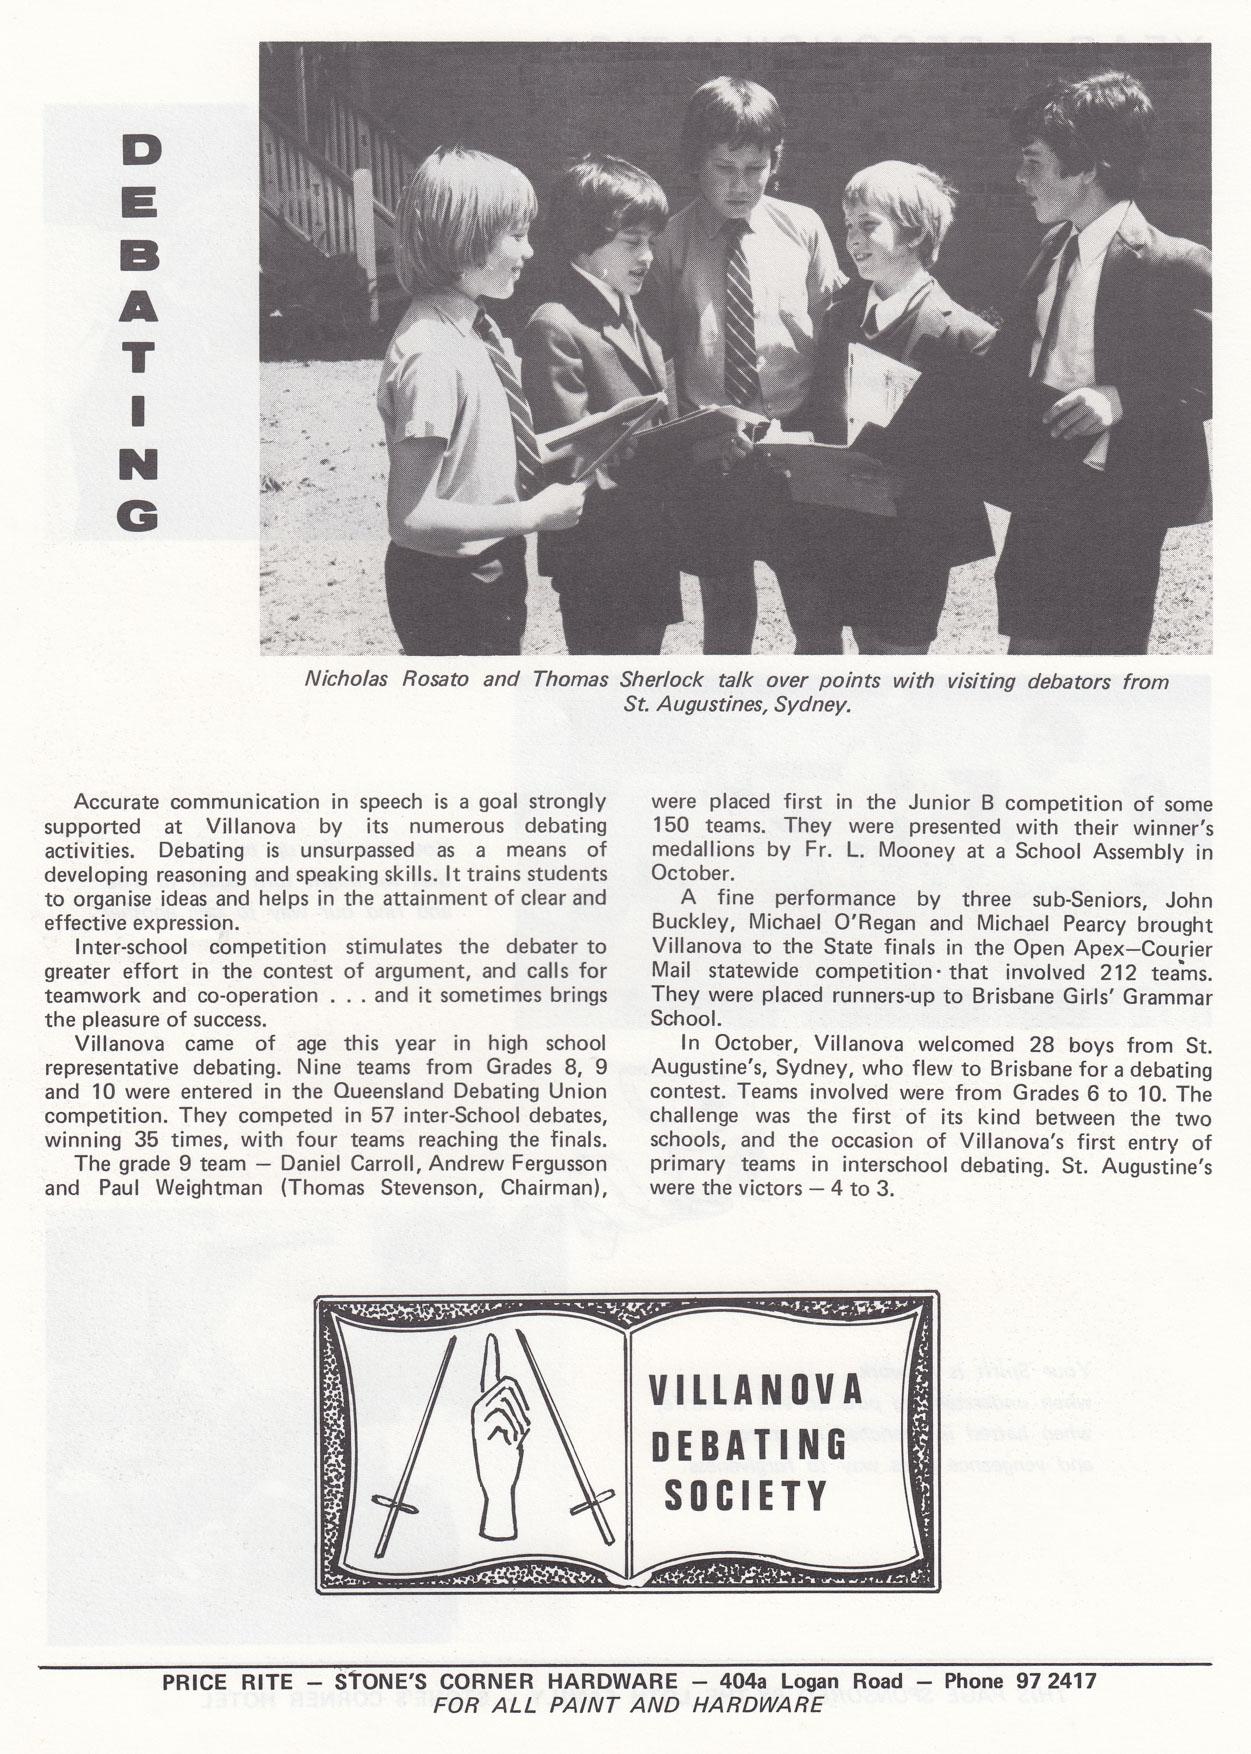 DEBATING
Nicholas Rosato and Thomas Sherlock talk over points with visiting debators from
St. Augustines, Sydney.
Accurate communication in speech is a goal strongly
supported at Villanova by its numerous debating
activities. Debating is unsurpassed as a means of
developing reasoning and speaking skills. It trains students
to organise ideas and helps in the attainment of clear and
effective expression.
Inter-school competition stimulates the debater to
greater effort in the contest of argument, and calls for
teamwork and co-operation . . . and it sometimes brings
the pleasure of success.
Villanova came of age this year in high school
representative debating. Nine teams from Grades 8, 9
and 10 were entered in the Queensland Debating Union
competition. They competed in 57 inter-School debates,
winning 35 times, with four teams reaching the finals.
The grade 9 team — Daniel Carroll, Andrew Fergusson
and Paul Weightman (Thomas Stevenson, Chairman),
were placed first in the Junior B competition of some
150 teams. They were presented with their winner's
medallions by Fr. L. Mooney at a School Assembly in
October.
A fine performance by three sub-Seniors, John
Buckley, Michael O'Regan and Michael Pearcy brought
Villanova to the State finals in the Open Apex—Courier
Mail statewide competition that involved 212 teams.
They were placed runners-up to Brisbane Girls' Grammar
School.
In October, Villanova welcomed 28 boys from St.
Augustine's, Sydney, who flew to Brisbane for a debating
contest. Teams involved were from Grades 6 to 10. The
challenge was the first of its kind between the two
schools, and the occasion of Villanova's first entry of
primary teams in interschool debating. St. Augustine's
were the victors — 4 to 3.
VILLANOVA
DEBATING
SOCIETY
PRICE RITE — STONE'S CORNER HARDWARE — 404a Logan Road — Phone 97 2417
FOR ALL PAINT AND HARDWARE